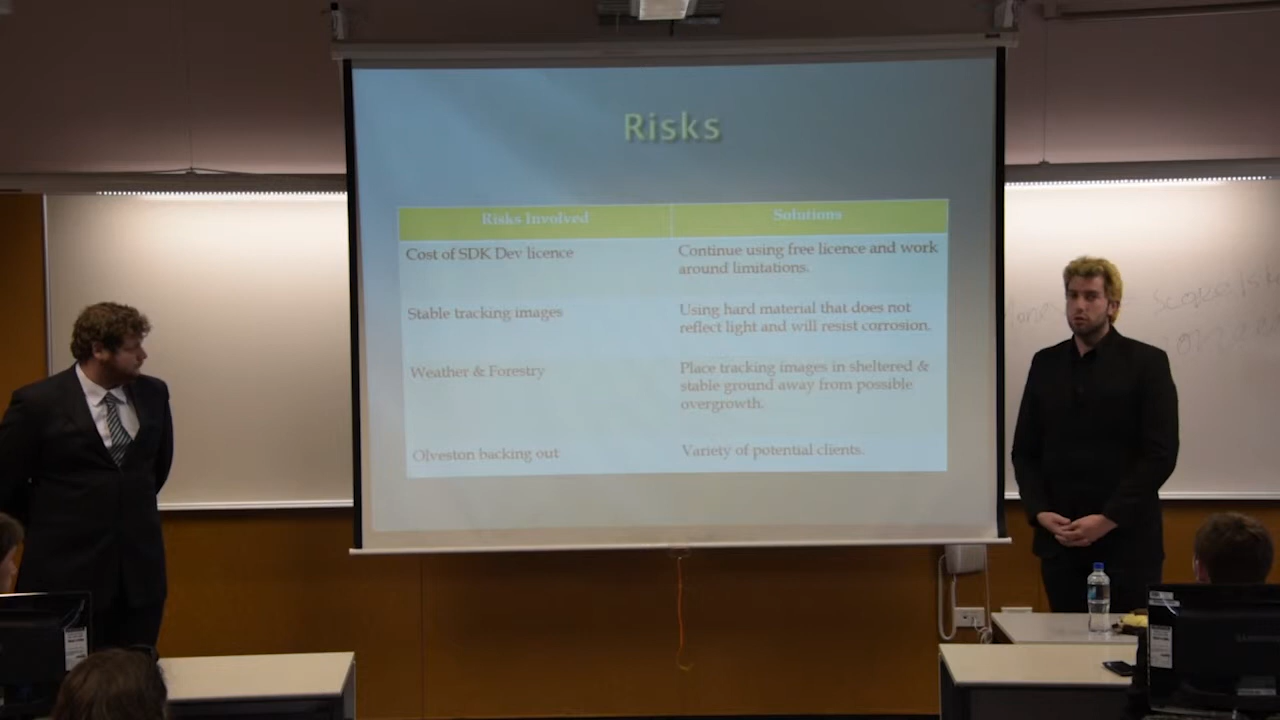 Risks
Risks Involved
Solutions
Cost of SDK Dev licence
Continue using free licence and work
around limitations.
Stable tracking images
Using hard material that does not
reflect light and will resist corrosion.
Weather & Forestry
Place tracking images in sheltered &
stable ground away from possible
overgrowth.
Olveston backing out
Variety of potential clients.